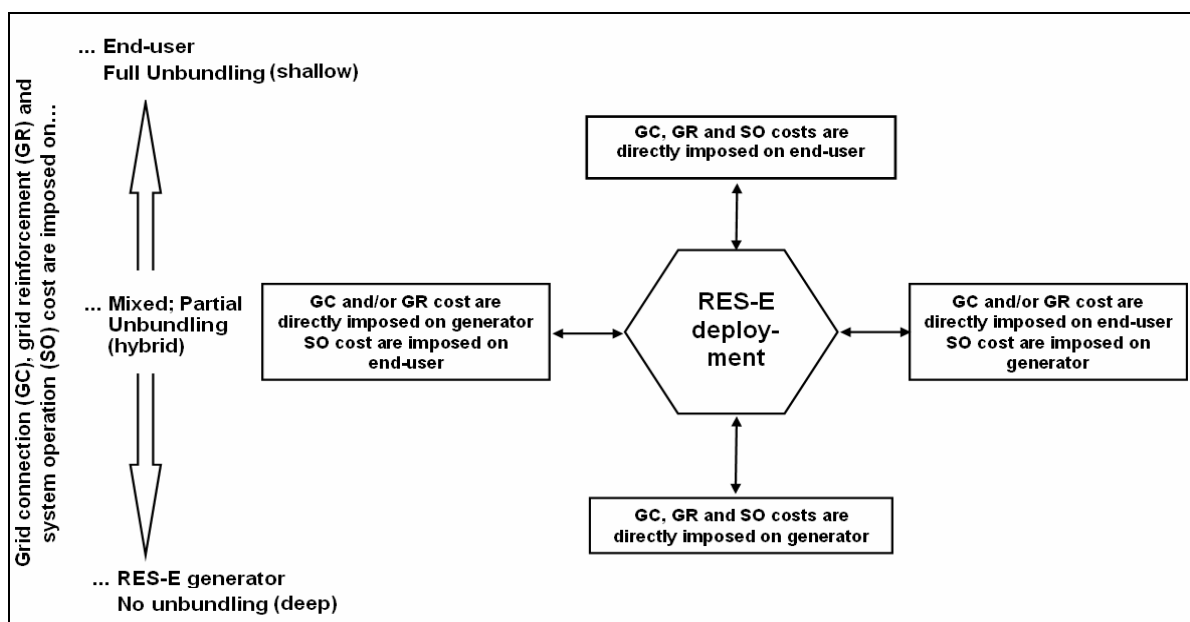 Grid connection (GC), grid reinforcement (GR) and
system operation (SO) cost are imposed on...
... End-user
Full Unbundling (shallow)
... Mixed; Partial
Unbundling
(hybrid)
... RES-E generator
No unbundling (deep)
GC, GR and SO costs are
directly imposed on end-user
GC and/or GR cost are
directly imposed on generator
SO cost are imposed on
end-user
RES-E
deploy-
ment
GC and/or GR cost are
directly imposed on end-user
SO cost are imposed on
generator
GC, GR and SO costs are
directly imposed on generator